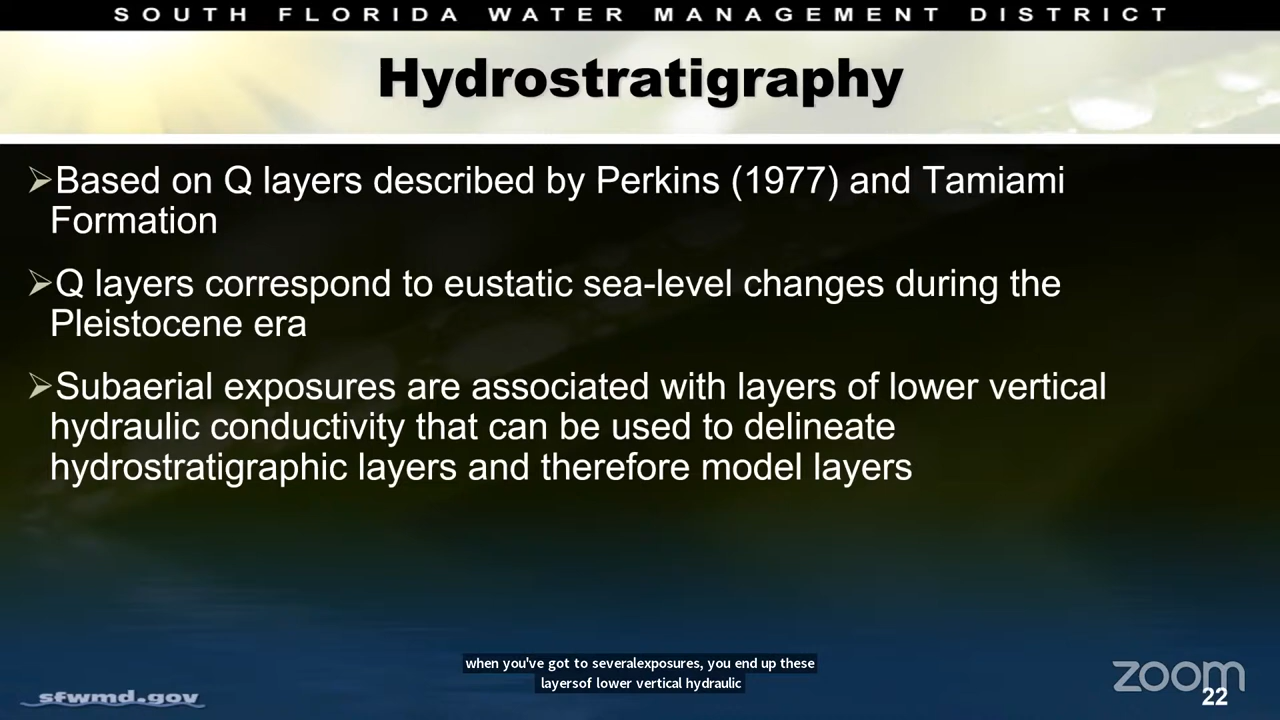 SOUTH FLORIDA WATER MANAGEMENT DISTRICT
Hydrostratigraphy
➢Based on Q layers described by Perkins (1977) and Tamiami
Formation
➢Q layers correspond to eustatic sea-level changes during the
Pleistocene era
➢Subaerial exposures are associated with layers of lower vertical
hydraulic conductivity that can be used to delineate
hydrostratigraphic layers and therefore model layers
when you've got to severalexposures, you end up these
layersof lower vertical hydraulic
sfwmd.gov
zoom
22